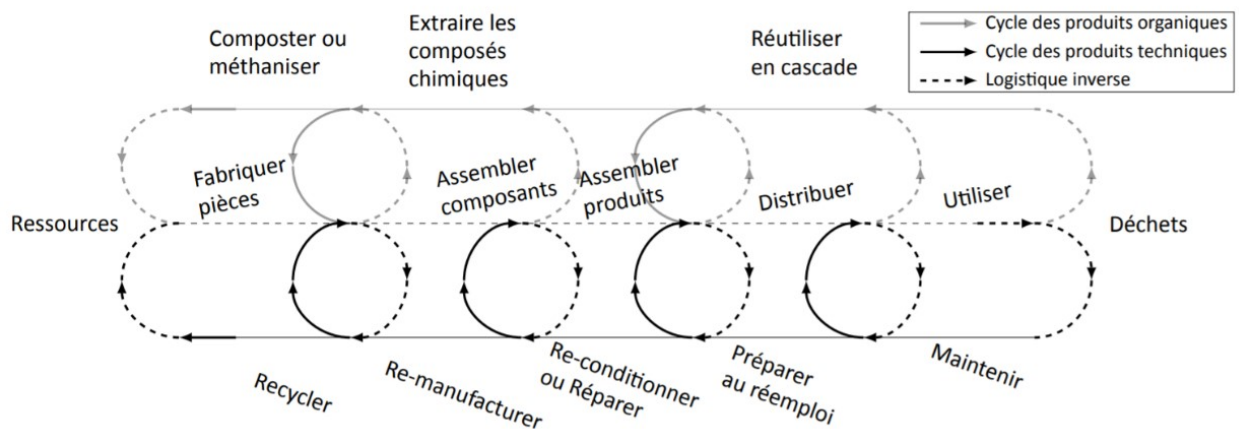 Composter ou
méthaniser
Extraire les
composés
chimiques
Réutiliser
en cascade
Cycle des produits organiques
Cycle des produits techniques
Logistique inverse
Fabriquer
pièces
Assembler
composants
Assembler
produits
Distribuer
Utiliser
Ressources
Déchets
Recycler
Re-manufacturer
Re-conditionner
ou Réparer
Préparer
au réemploi
Maintenir